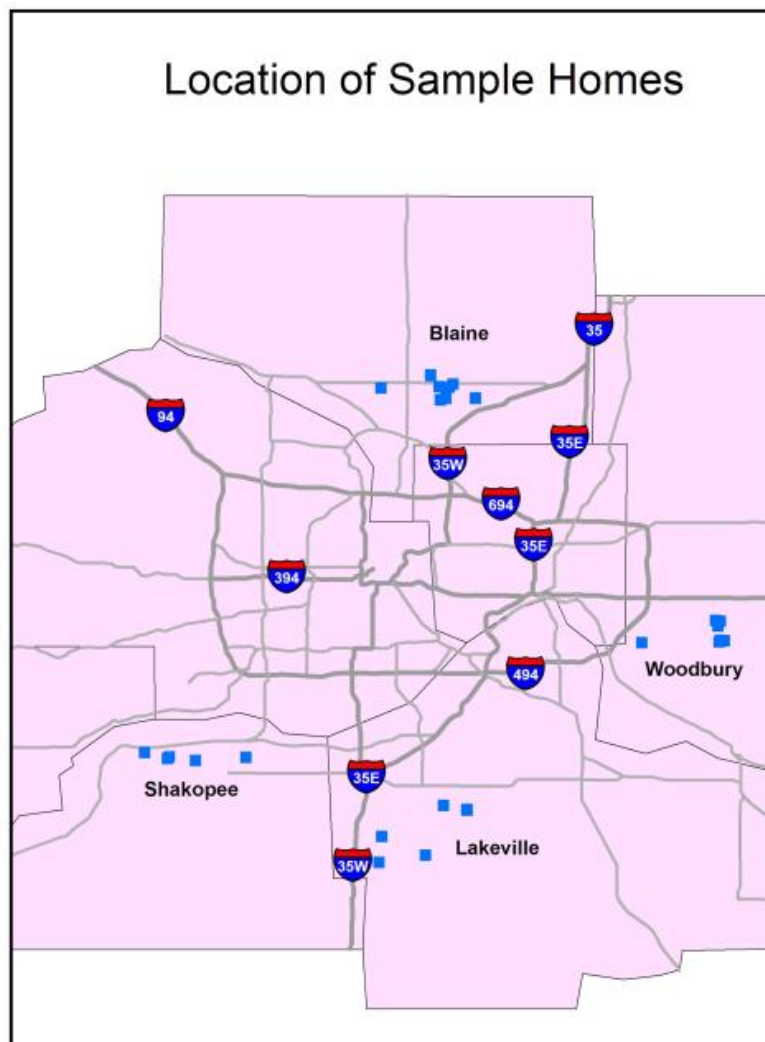 Location of Sample Homes
Blaine
35
94
35E
35W
694
35E
394
Woodbury
494
Shakopee
35E
Lakeville
35W